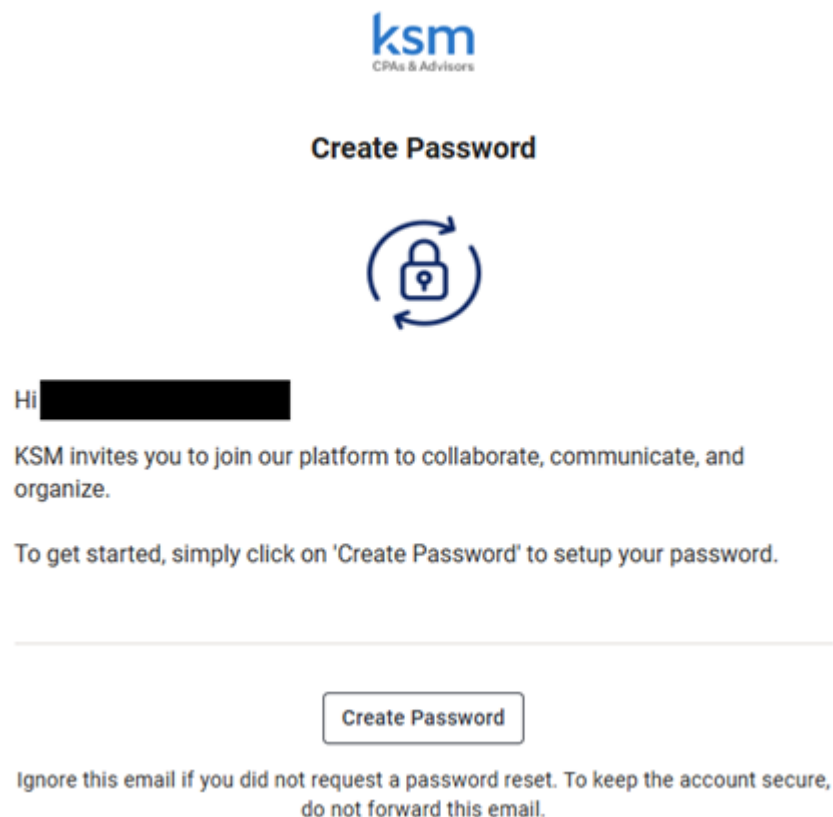 ksm
CPAs & Advisors
Create Password
Hi
KSM invites you to join our platform to collaborate, communicate, and
organize.
To get started, simply click on 'Create Password' to setup your password.
Create Password
Ignore this email if you did not request a password reset. To keep the account secure,
do not forward this email.